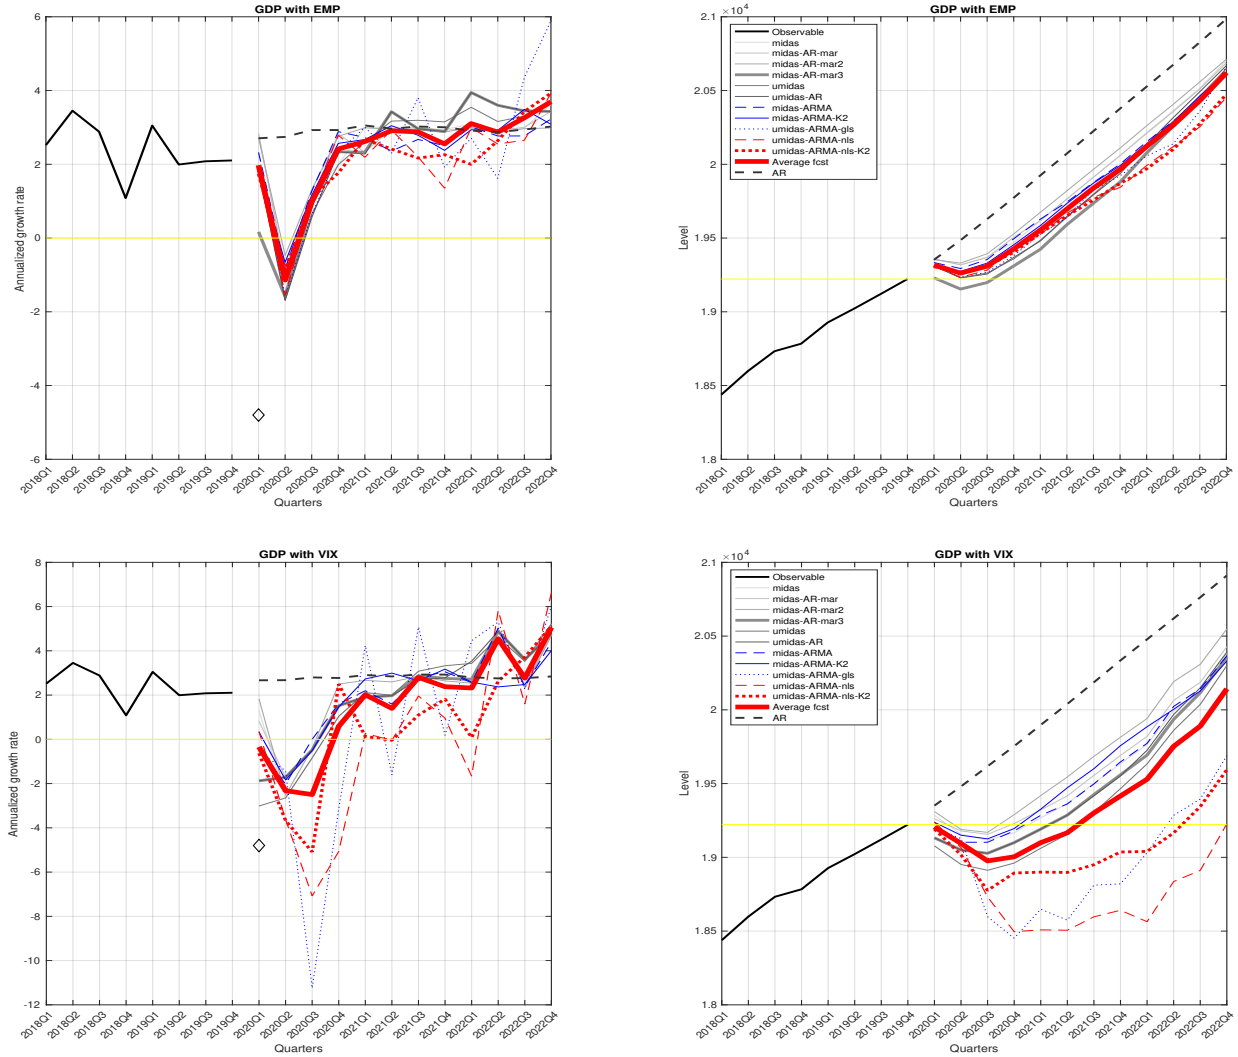 GDP with EMP
6
4
2
0
-2
-4
-6
Annualized growth rate
2018Q1
2018Q2
2018Q3
2018Q4
2019Q1
2019Q2
2019Q3
2019Q4
2020Q1
2020Q2
2020Q3
2020Q4
2021Q1
2021Q2
2021Q3
2021Q4
2022Q1
2022Q2
2022Q3
2022Q4
Quarters
GDP with EMP
×10⁴
2.1
2.05
2
1.95
1.9
1.85
1.8
Level
Observable
midas
midas-AR-mar
midas-AR-mar2
midas-AR-mar3
umidas
umidas-AR
midas-ARMA
midas-ARMA-K2
umidas-ARMA-gls
umidas-ARMA-nls
umidas-ARMA-nls-K2
Average fcst
AR
2018Q1
2018Q2
2018Q3
2018Q4
2019Q1
2019Q2
2019Q3
2019Q4
2020Q1
2020Q2
2020Q3
2020Q4
2021Q1
2021Q2
2021Q3
2021Q4
2022Q1
2022Q2
2022Q3
2022Q4
Quarters
GDP with VIX
8
6
4
2
0
-2
-4
-6
-8
-10
-12
Annualized growth rate
2018Q1
2018Q2
2018Q3
2018Q4
2019Q1
2019Q2
2019Q3
2019Q4
2020Q1
2020Q2
2020Q3
2020Q4
2021Q1
2021Q2
2021Q3
2021Q4
2022Q1
2022Q2
2022Q3
2022Q4
Quarters
GDP with VIX
×10⁴
2.1
2.05
2
1.95
1.9
1.85
1.8
Level
Observable
midas
midas-AR-mar
midas-AR-mar2
midas-AR-mar3
umidas
umidas-AR
midas-ARMA
midas-ARMA-K2
umidas-ARMA-gls
umidas-ARMA-nls
umidas-ARMA-nls-K2
Average fcst
AR
2018Q1
2018Q2
2018Q3
2018Q4
2019Q1
2019Q2
2019Q3
2019Q4
2020Q1
2020Q2
2020Q3
2020Q4
2021Q1
2021Q2
2021Q3
2021Q4
2022Q1
2022Q2
2022Q3
2022Q4
Quarters